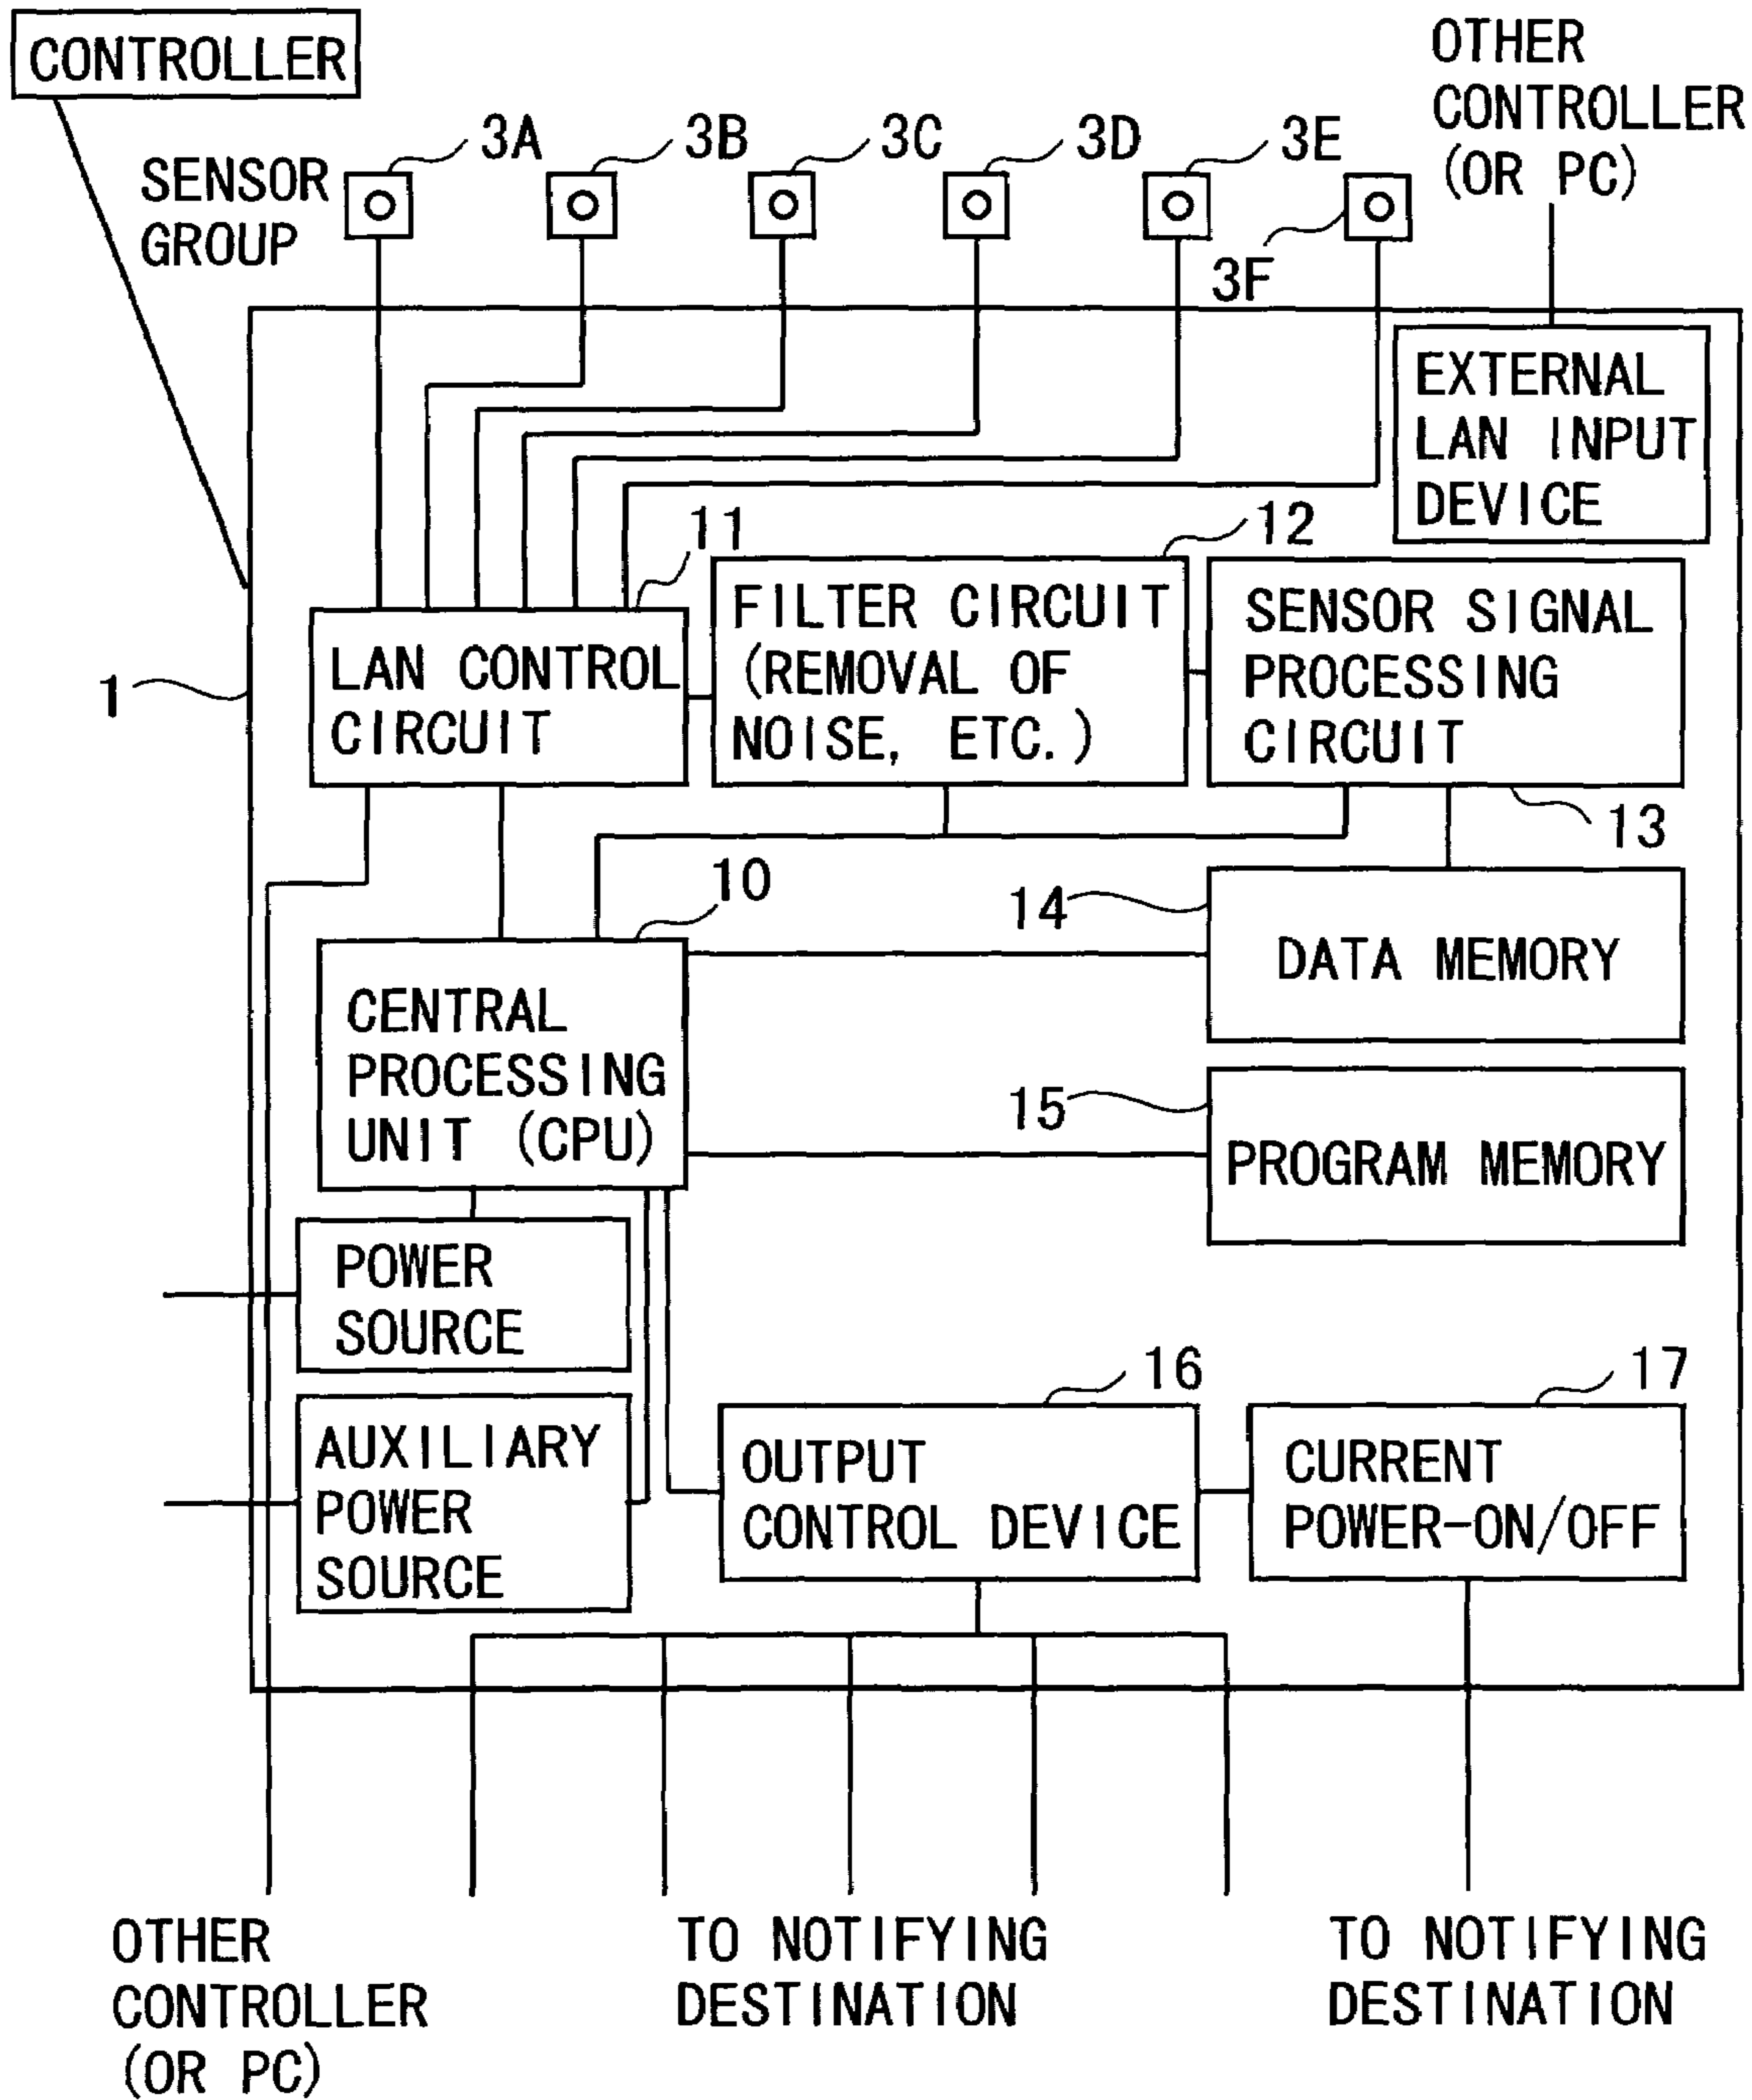 CONTROLLER
OTHER
CONTROLLER
(OR PC)
3A
3B
3C
3D
3E
SENSOR
GROUP
3F
EXTERNAL
LAN INPUT
DEVICE
11
12
FILTER CIRCUIT
(REMOVAL OF
NOISE, ETC.)
SENSOR SIGNAL
PROCESSING
CIRCUIT
LAN CONTROL
CIRCUIT
1
13
10
14
DATA MEMORY
CENTRAL
PROCESSING
UNIT (CPU)
15
PROGRAM MEMORY
POWER
SOURCE
16
17
AUXILIARY
POWER
SOURCE
OUTPUT
CONTROL DEVICE
CURRENT
POWER-ON/OFF
OTHER
CONTROLLER
(OR PC)
TO NOTIFYING
DESTINATION
TO NOTIFYING
DESTINATION